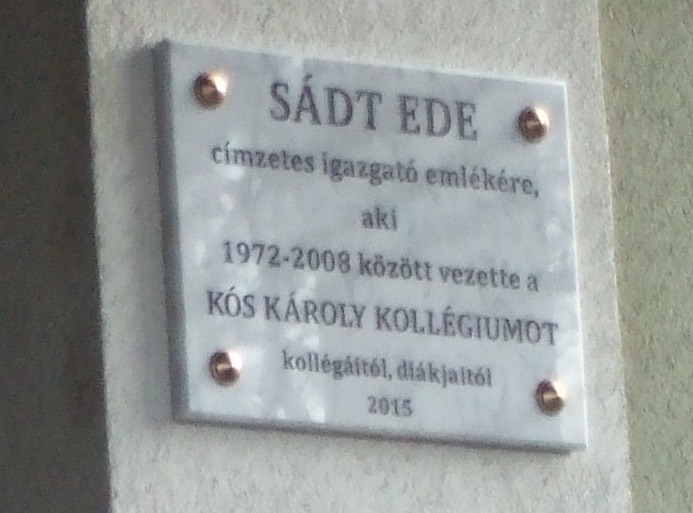 SÁDT EDE
címzetes igazgató emlékére,
aki
1972-2008 között vezette a
KÓS KÁROLY KOLLÉGIUMOT
kollégáitól, diákjaitól
2015